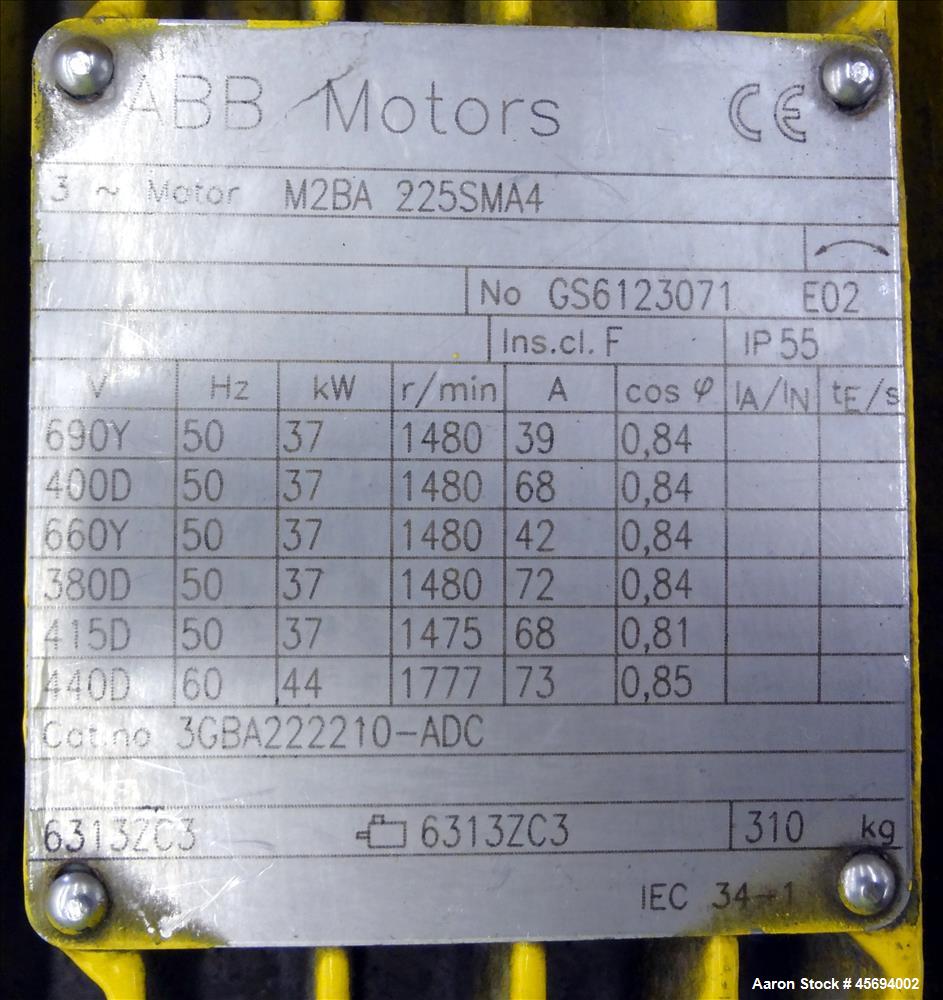 ABB Motors CE
3 ~ Motor M2BA 225SMA4
No GS6123071 E02
Ins.cl. F IP 55
V Hz kW r/min A cos φ IA/IN tE/s
690Y 50 37 1480 39 0,84
400D 50 37 1480 68 0,84
660Y 50 37 1480 42 0,84
380D 50 37 1480 72 0,84
415D 50 37 1475 68 0,81
440D 60 44 1777 73 0,85
Cat.no 3GBA222210-ADC
6313ZC3 6313ZC3 310 kg
IEC 34-1
Aaron Stock # 45694002